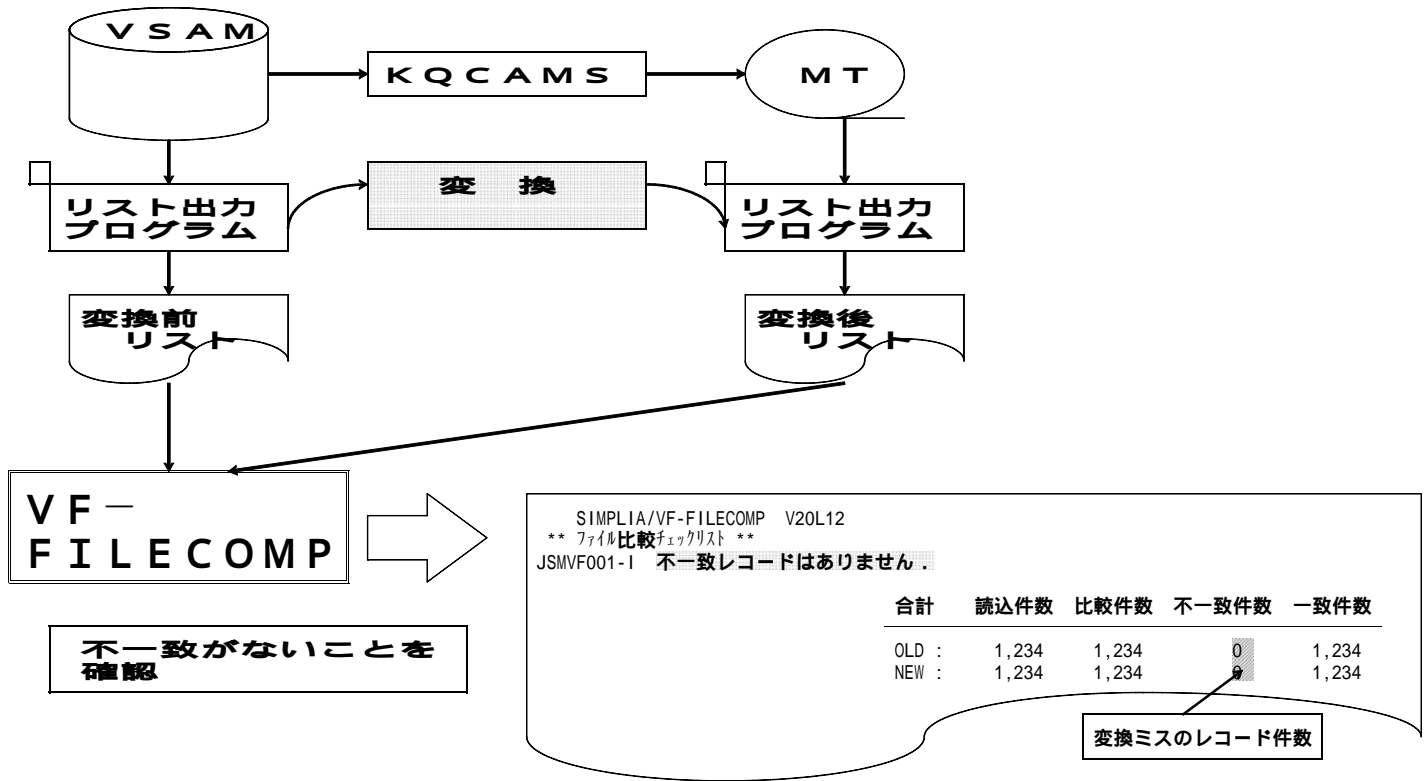 ＶＳＡＭ
ＫＱＣＡＭＳ
ＭＴ
リスト出力
プログラム
変　換
リスト出力
プログラム
変換前
リスト
変換後
リスト
ＶＦ－
ＦＩＬＥＣＯＭＰ
SIMPLIA/VF-FILECOMP V20L12
** ﾌｧｲﾙ比較ﾁｪｯｸﾘｽﾄ **
JSMVF001-I 不一致レコードはありません．
合計 読込件数 比較件数 不一致件数 一致件数
OLD : 1,234 1,234 0 1,234
NEW : 1,234 1,234 0 1,234
変換ミスのレコード件数
不一致がないことを
確認